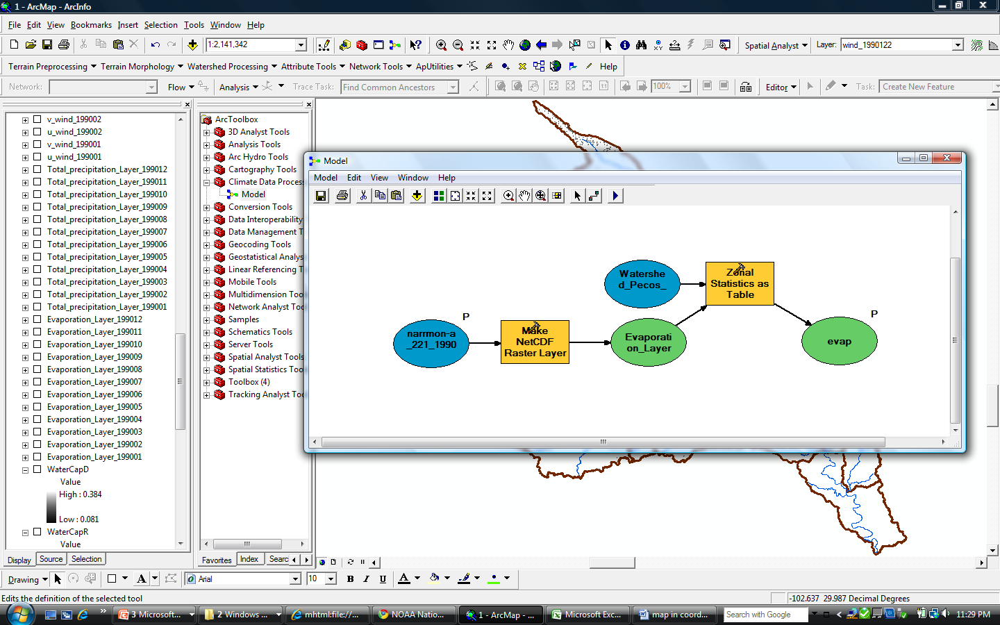 1 - ArcMap - ArcInfo
File Edit View Bookmarks Insert Selection Tools Window Help
1:2,141,342
Spatial Analyst Layer: wind_1990122
Terrain Preprocessing Terrain Morphology Watershed Processing Attribute Tools Network Tools ApUtilities Help
Network: Flow Analysis Trace Task: Find Common Ancestors 100% Editor Task: Create New Feature
v_wind_199002
u_wind_199002
v_wind_199001
u_wind_199001
Total_precipitation_Layer_199012
Total_precipitation_Layer_199011
Total_precipitation_Layer_199010
Total_precipitation_Layer_199009
Total_precipitation_Layer_199008
Total_precipitation_Layer_199007
Total_precipitation_Layer_199006
Total_precipitation_Layer_199005
Total_precipitation_Layer_199004
Total_precipitation_Layer_199003
Total_precipitation_Layer_199002
Total_precipitation_Layer_199001
Evaporation_Layer_199012
Evaporation_Layer_199011
Evaporation_Layer_199010
Evaporation_Layer_199009
Evaporation_Layer_199008
Evaporation_Layer_199007
Evaporation_Layer_199006
Evaporation_Layer_199005
Evaporation_Layer_199004
Evaporation_Layer_199003
Evaporation_Layer_199002
Evaporation_Layer_199001
WaterCapD
Value
High : 0.384
Low : 0.081
WaterCapR
Value
Display Source Selection
ArcToolbox
3D Analyst Tools
Analysis Tools
Arc Hydro Tools
Cartography Tools
Climate Data Proces
Model
Conversion Tools
Data Interoperability
Data Management T
Geocoding Tools
Geostatistical Analys
Linear Referencing T
Mobile Tools
Multidimension Tool
Network Analyst Too
Samples
Schematics Tools
Server Tools
Spatial Analyst Tools
Spatial Statistics Too
Toolbox (4)
Tracking Analyst Too
Favorites Index Searc
Model
Model Edit View Window Help
Watershe
d_Pecos_
Zonal
Statistics as
Table
P
narrmon-a
_221_1990
Make
NetCDF
Raster Layer
Evaporati
on_Layer
P
evap
Drawing A Arial 10 B I U A
Edits the definition of the selected tool
-102.637 29.987 Decimal Degrees
3 Microsoft... 2 Windows ... mhtml:file://... NOAA Natio... 1 - ArcMap - ... Microsoft Exc... map in coord... Search with Google 11:29 PM